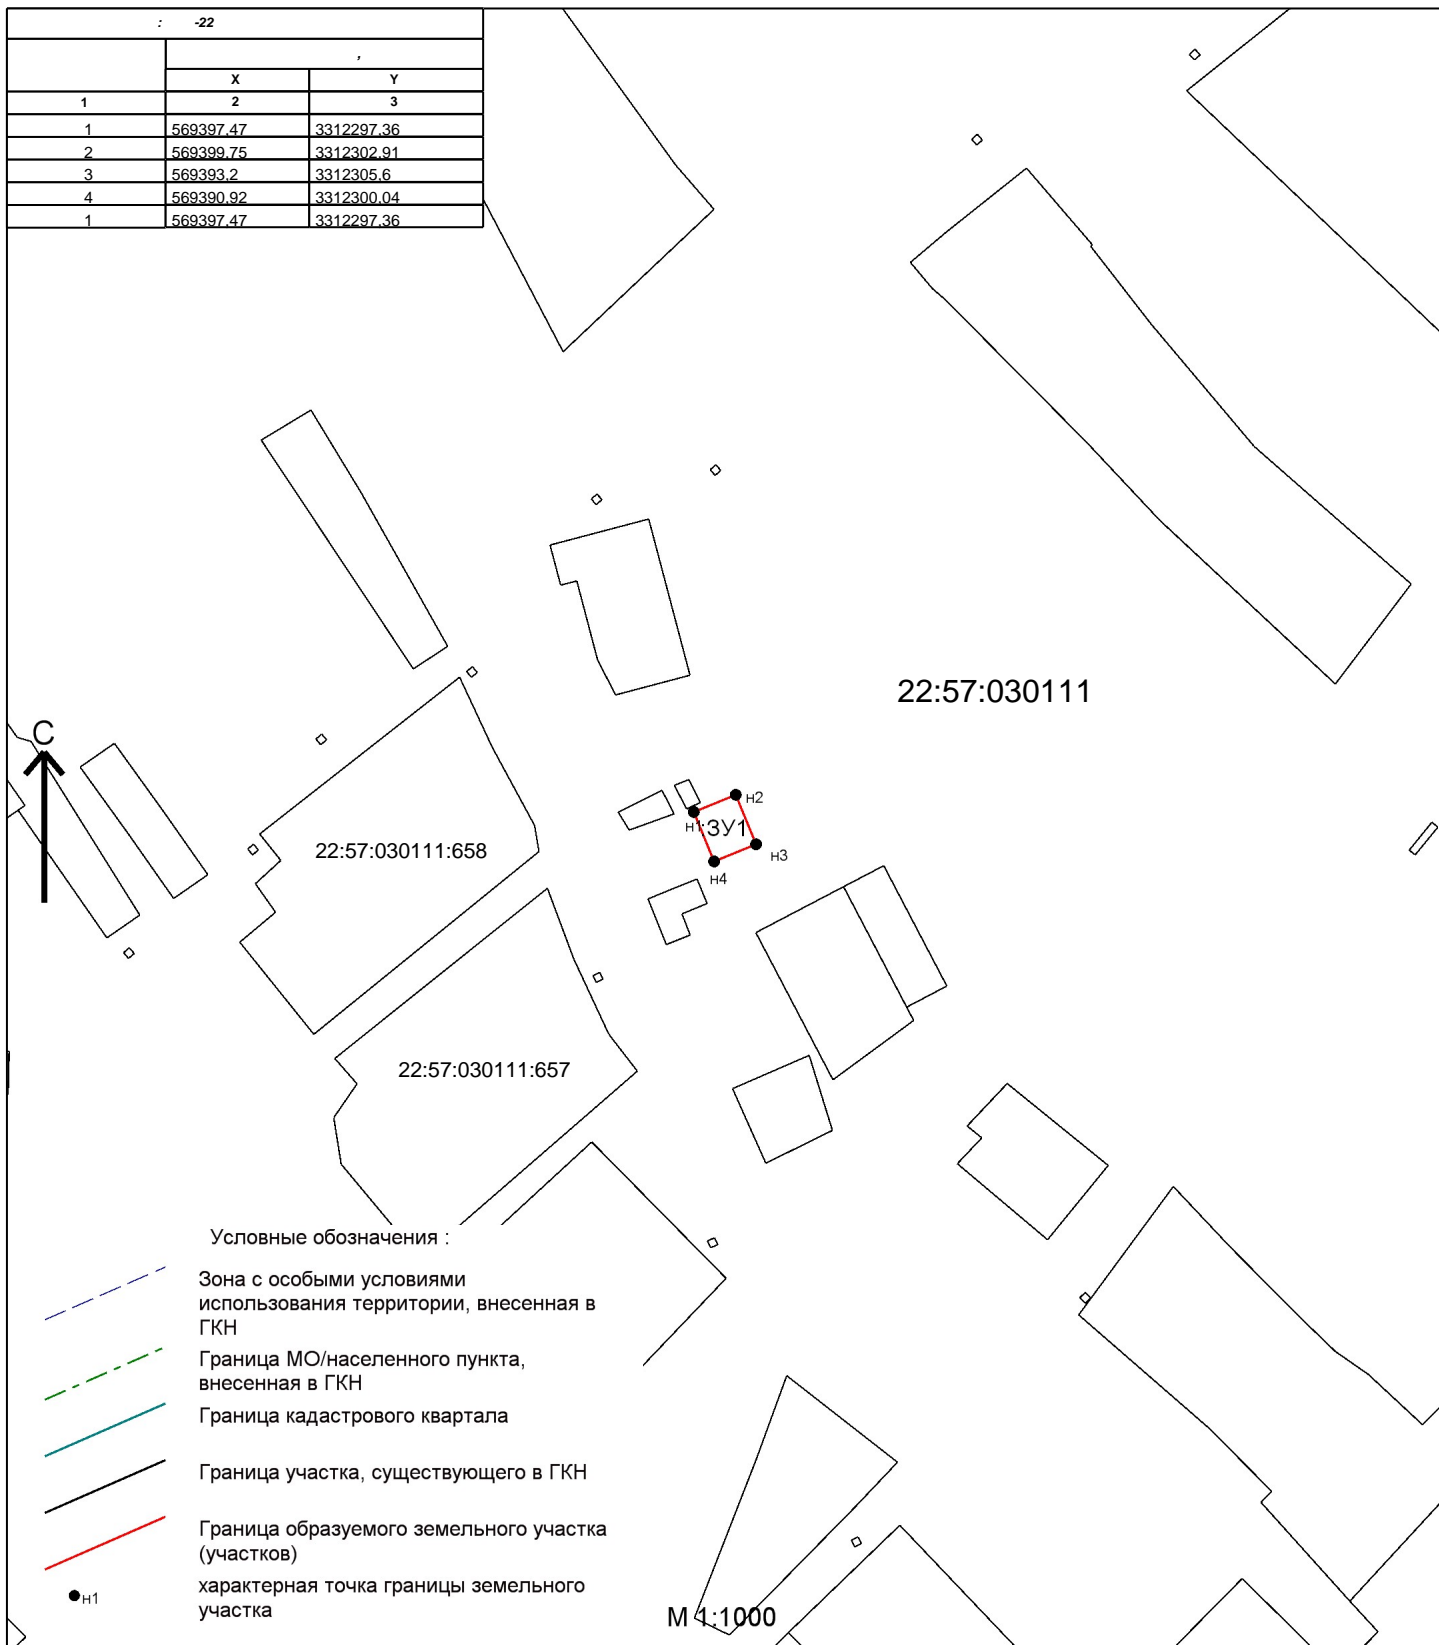 : -22
,
X Y
1 2 3
1 569397,47 3312297,36
2 569399,75 3312302,91
3 569393,2 3312305,6
4 569390,92 3312300,04
1 569397,47 3312297,36
22:57:030111
С
н2
н1 :ЗУ1
н3
н4
22:57:030111:658
22:57:030111:657
Условные обозначения :
Зона с особыми условиями
использования территории, внесенная в
ГКН
Граница МО/населенного пункта,
внесенная в ГКН
Граница кадастрового квартала
Граница участка, существующего в ГКН
Граница образуемого земельного участка
(участков)
н1 характерная точка границы земельного
участка
М 1:1000